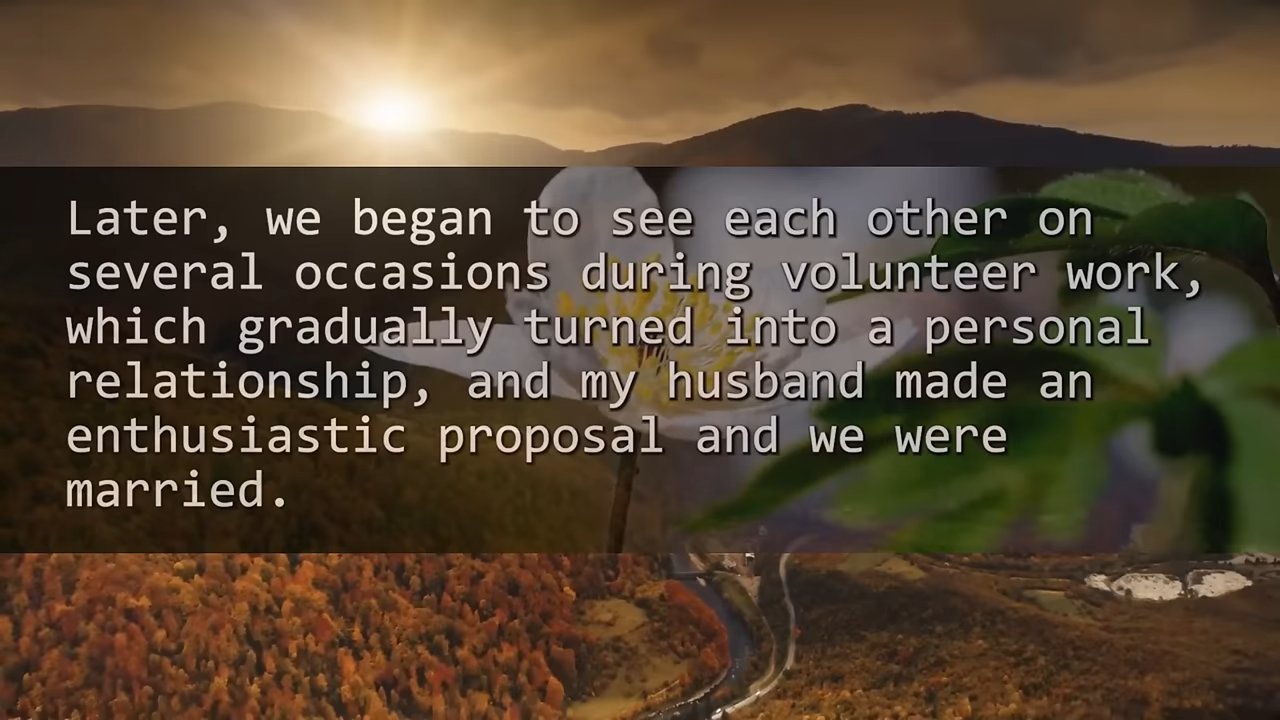 Later, we began to see each other on
several occasions during volunteer work,
which gradually turned into a personal
relationship, and my husband made an
enthusiastic proposal and we were
married.